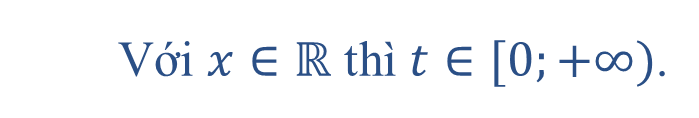 Với x ∈ ℝ thì t ∈ [0; +∞).